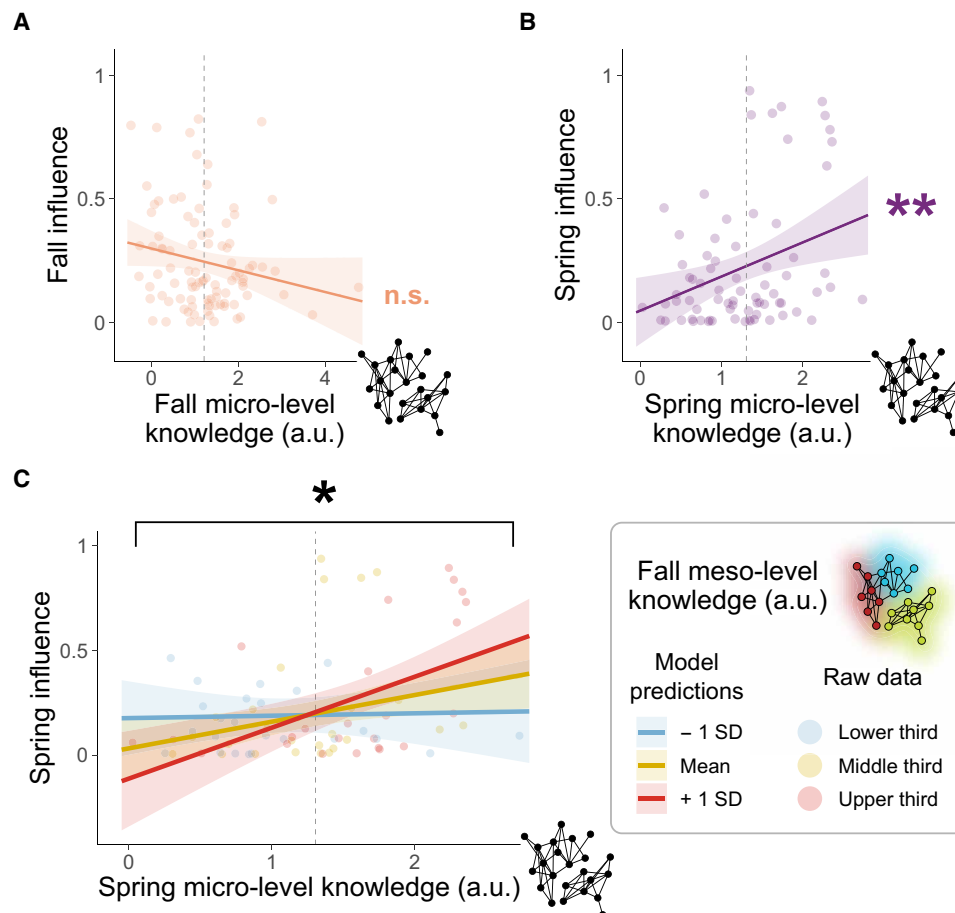 A
Fall influence
1
0.5
0
n.s.
0 2 4
Fall micro-level
knowledge (a.u.)
B
Spring influence
1
0.5
0
**
0 1 2
Spring micro-level
knowledge (a.u.)
C
*
Spring influence
1
0.5
0
0 1 2
Spring micro-level knowledge (a.u.)
Fall meso-level
knowledge (a.u.)
Model
predictions
− 1 SD
Mean
+ 1 SD
Raw data
Lower third
Middle third
Upper third